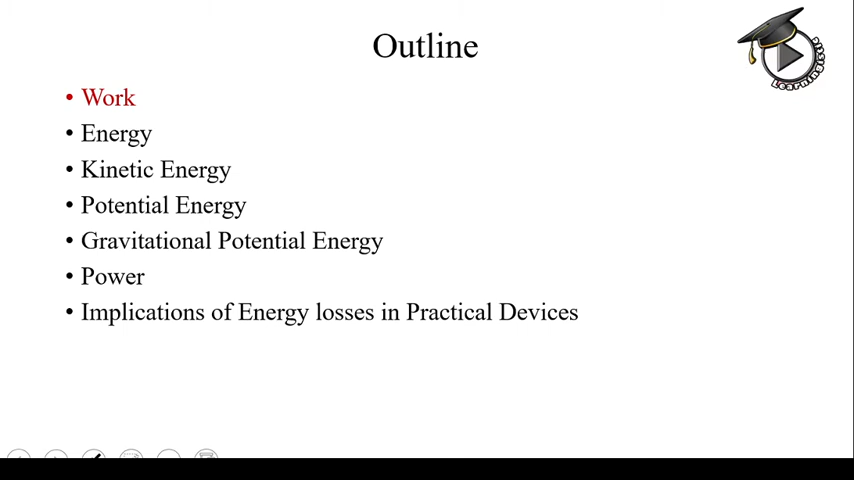 Outline
• Work
• Energy
• Kinetic Energy
• Potential Energy
• Gravitational Potential Energy
• Power
• Implications of Energy losses in Practical Devices